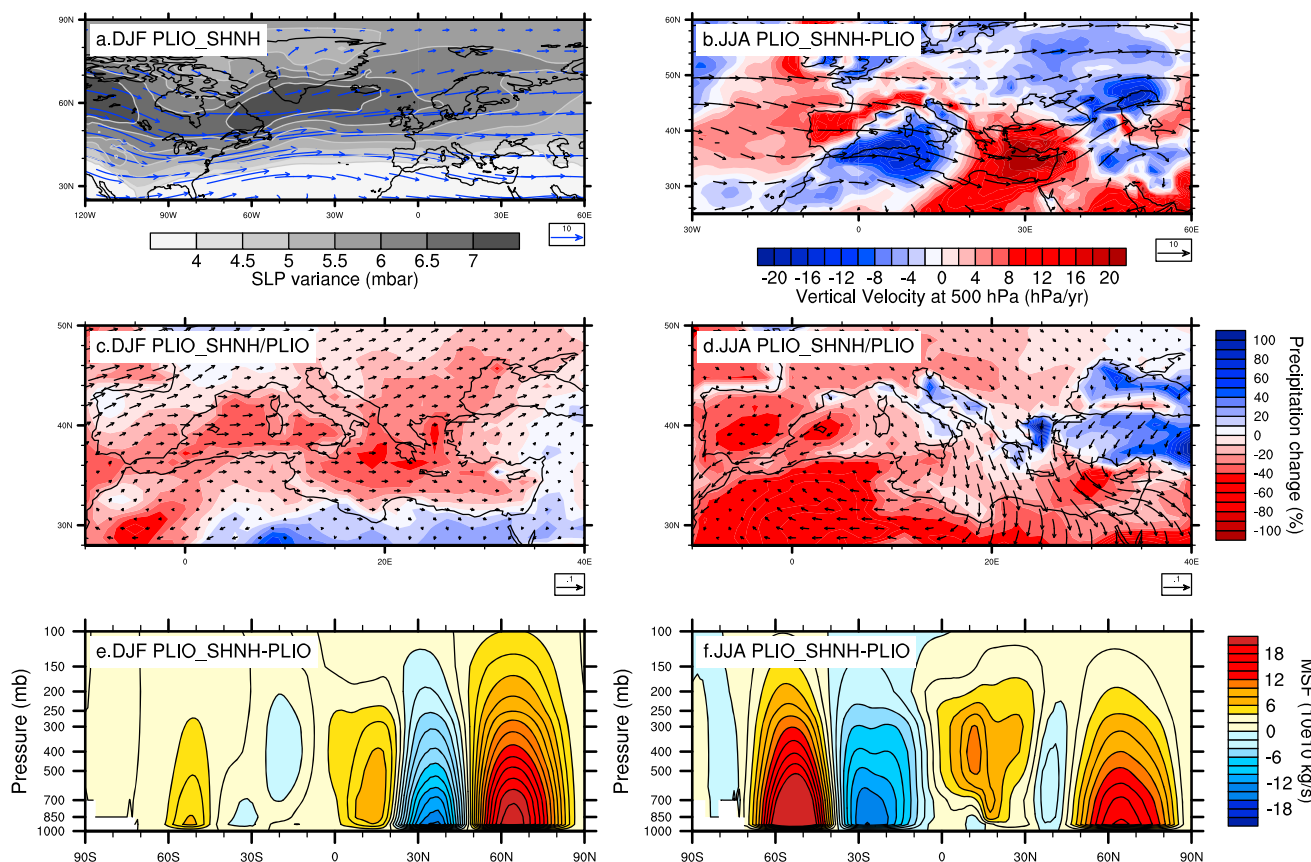 a.DJF PLIO_SHNH
90N
60N
30N
120W 90W 60W 30W 0 30E 60E
10
4 4.5 5 5.5 6 6.5 7
SLP variance (mbar)
b.JJA PLIO_SHNH-PLIO
60N
50N
40N
30N
30W 0 30E 60E
10
-20 -16 -12 -8 -4 0 4 8 12 16 20
Vertical Velocity at 500 hPa (hPa/yr)
c.DJF PLIO_SHNH/PLIO
50N
40N
30N
0 20E 40E
.1
d.JJA PLIO_SHNH/PLIO
50N
40N
30N
0 20E 40E
.1
100
80
60
40
20
0
-20
-40
-60
-80
-100
Precipitation change (%)
e.DJF PLIO_SHNH-PLIO
Pressure (mb)
100
150
200
300
400
500
700
850
1000
90S 60S 30S 0N 30N 60N 90N
f.JJA PLIO_SHNH-PLIO
Pressure (mb)
100
150
200
300
400
500
700
850
1000
90S 60S 30S 0N 30N 60N 90N
18
12
6
0
-6
-12
-18
MSF (10e10 kg/s)